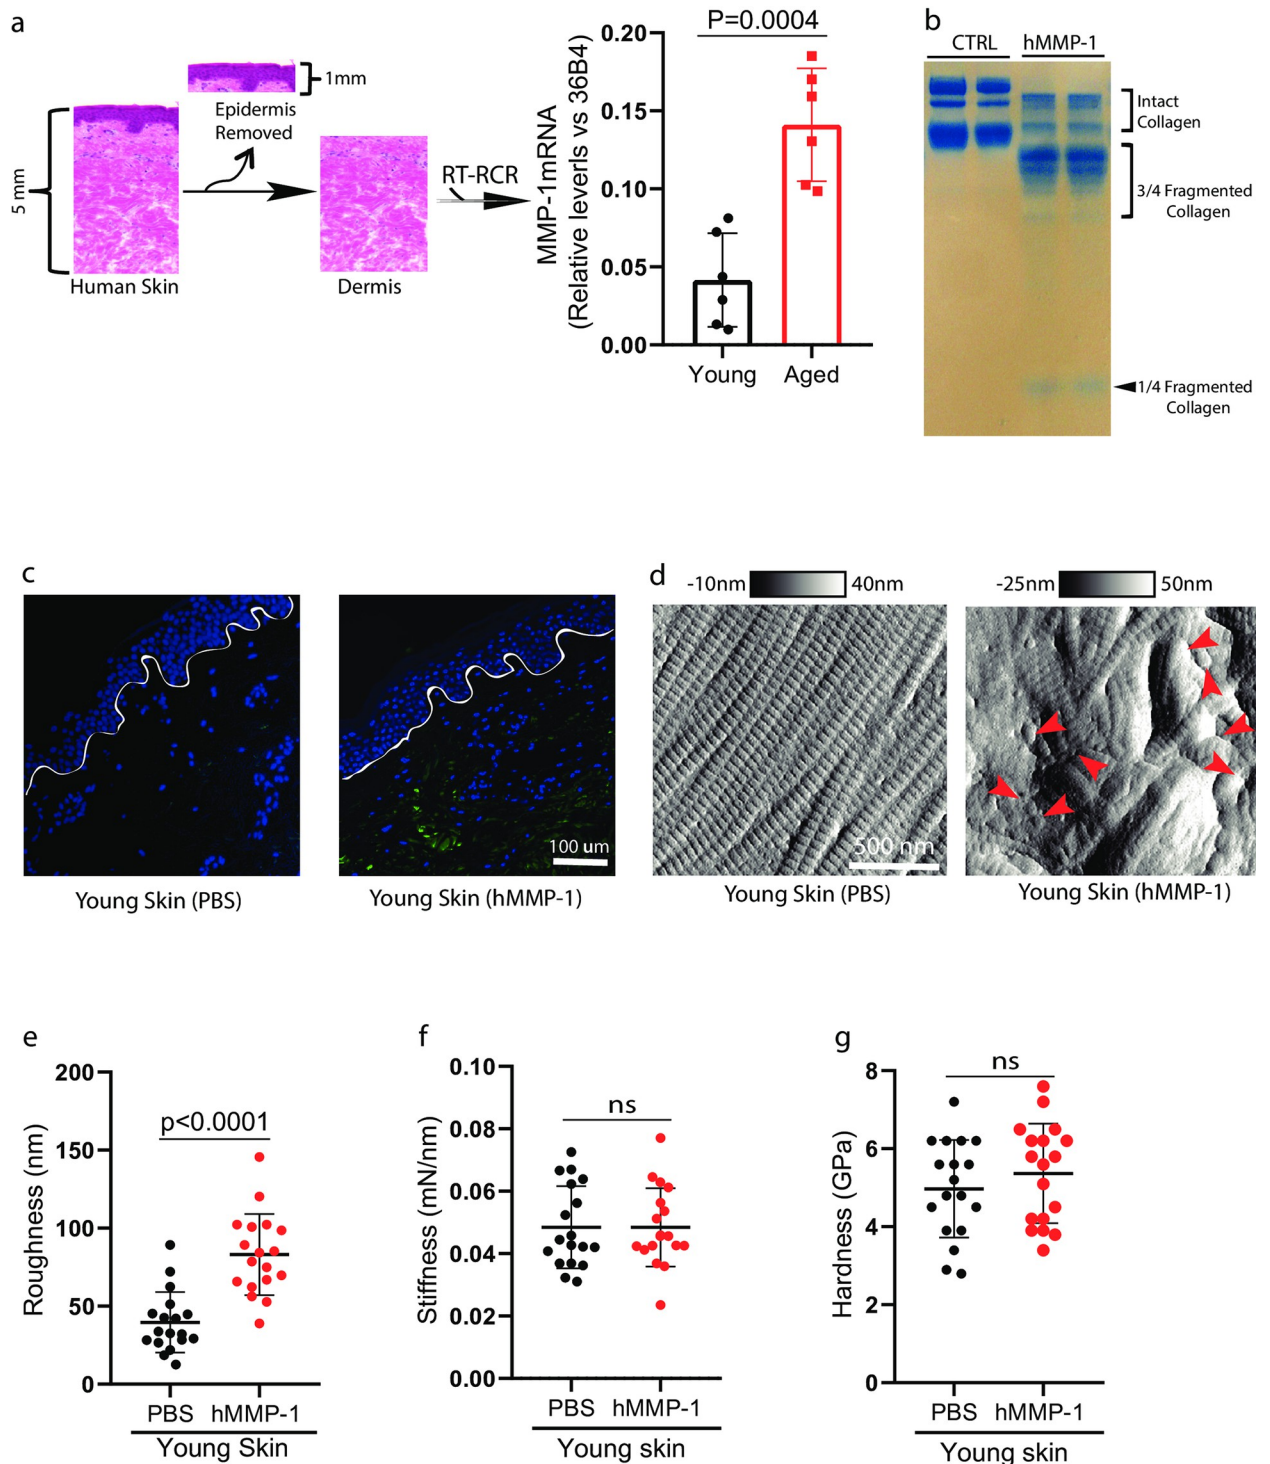 a
1mm
Epidermis
Removed
5 mm
Human Skin
Dermis
RT-RCR
MMP-1mRNA
(Relative leverls vs 36B4)
P=0.0004
0.20
0.15
0.10
0.05
0.00
Young
Aged
b
CTRL
hMMP-1
Intact
Collagen
3/4 Fragmented
Collagen
1/4 Fragmented
Collagen
c
100 um
Young Skin (PBS)
Young Skin (hMMP-1)
d
-10nm
40nm
-25nm
50nm
500 nm
Young Skin (PBS)
Young Skin (hMMP-1)
e
Roughness (nm)
200
150
100
50
0
p<0.0001
PBS
hMMP-1
Young Skin
f
Stiffness (mN/nm)
0.10
0.08
0.06
0.04
0.02
0.00
ns
PBS
hMMP-1
Young skin
g
Hardness (GPa)
8
6
4
2
0
ns
PBS
hMMP-1
Young skin